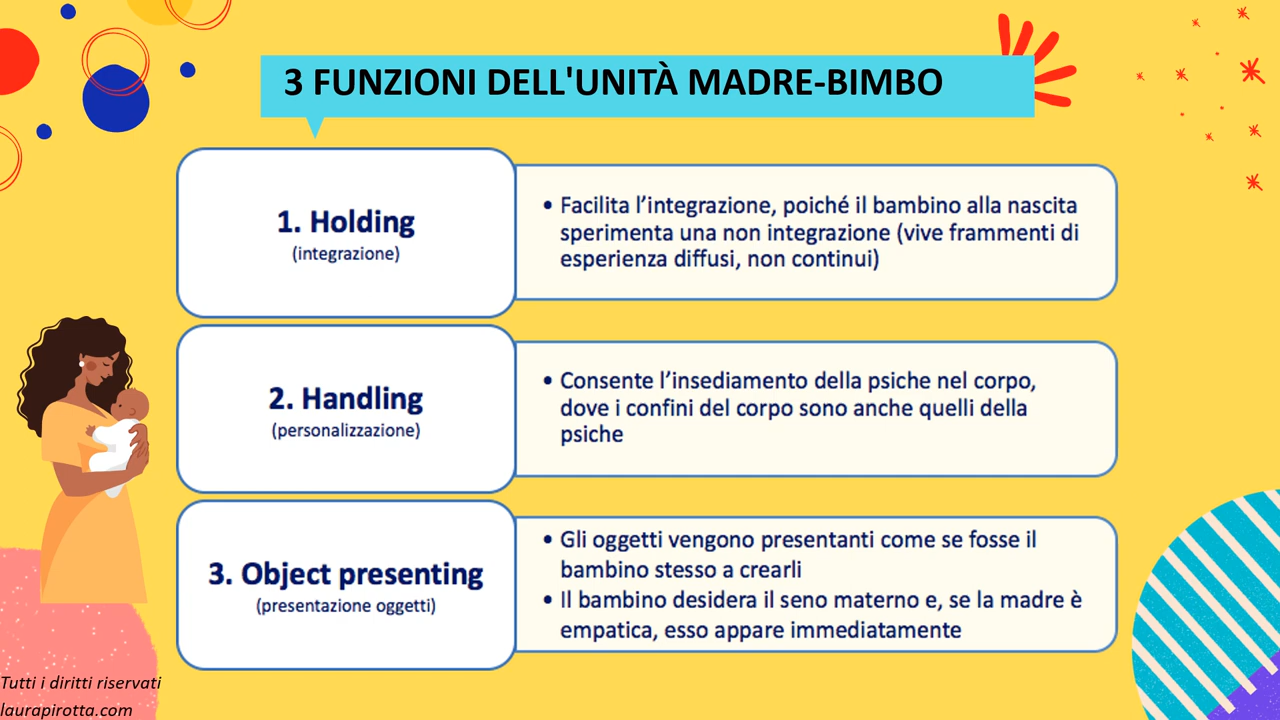 3 FUNZIONI DELL'UNITÀ MADRE-BIMBO
1. Holding
(integrazione)
• Facilita l’integrazione, poiché il bambino alla nascita
sperimenta una non integrazione (vive frammenti di
esperienza diffusi, non continui)
2. Handling
(personalizzazione)
• Consente l’insediamento della psiche nel corpo,
dove i confini del corpo sono anche quelli della
psiche
3. Object presenting
(presentazione oggetti)
• Gli oggetti vengono presentanti come se fosse il
bambino stesso a crearli
• Il bambino desidera il seno materno e, se la madre è
empatica, esso appare immediatamente
Tutti i diritti riservati
laurapirotta.com